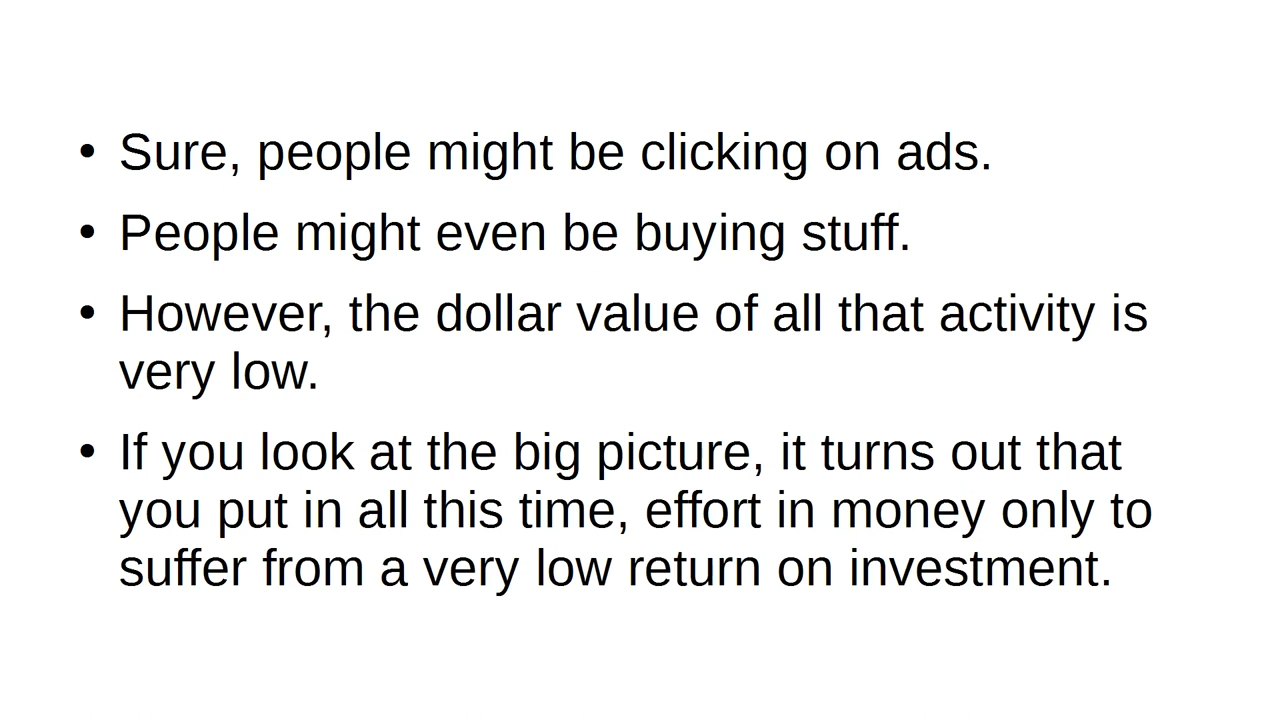 • Sure, people might be clicking on ads.
• People might even be buying stuff.
• However, the dollar value of all that activity is
very low.
• If you look at the big picture, it turns out that
you put in all this time, effort in money only to
suffer from a very low return on investment.